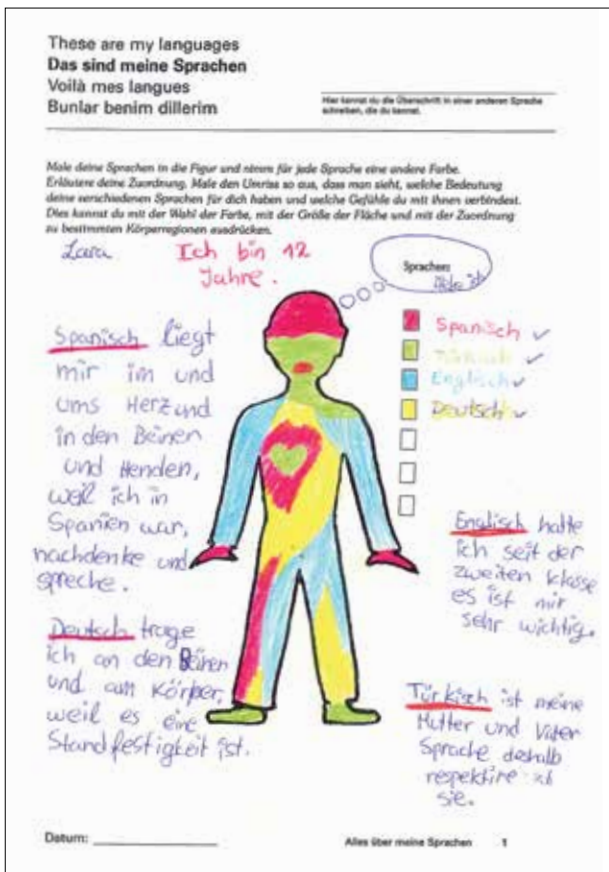 These are my languages
Das sind meine Sprachen
Voilà mes langues
Bunlar benim dillerim
Hier kannst du die Überschrift in einer anderen Sprache
schreiben, die du kannst.
Male deine Sprachen in die Figur und nimm für jede Sprache eine andere Farbe.
Erläutere deine Zuordnung. Male den Umriss so aus, dass man sieht, welche Bedeutung
deine verschiedenen Sprachen für dich haben und welche Gefühle du mit ihnen verbindest.
Dies kannst du mit der Wahl der Farbe, mit der Größe der Fläche und mit der Zuordnung
zu bestimmten Körperregionen ausdrücken.
Lara
Ich bin 12
Jahre.
Sprachen:
Spanisch
Türkisch
Englisch
Deutsch
Spanisch liegt
mir im und
ums Herz und
in den Beinen
und Henden,
weil ich in
Spanien war,
nachdenke und
spreche.
Deutsch trage
ich an den Beinen
und am Körper,
weil es eine
Standfestigkeit ist.
Englisch hatte
ich seit der
zweiten Klasse
es ist mir
sehr wichtig.
Türkisch ist meine
Mutter und Vater
Sprache deshalb
respektire ich
sie.
Datum:
Alles über meine Sprachen 1